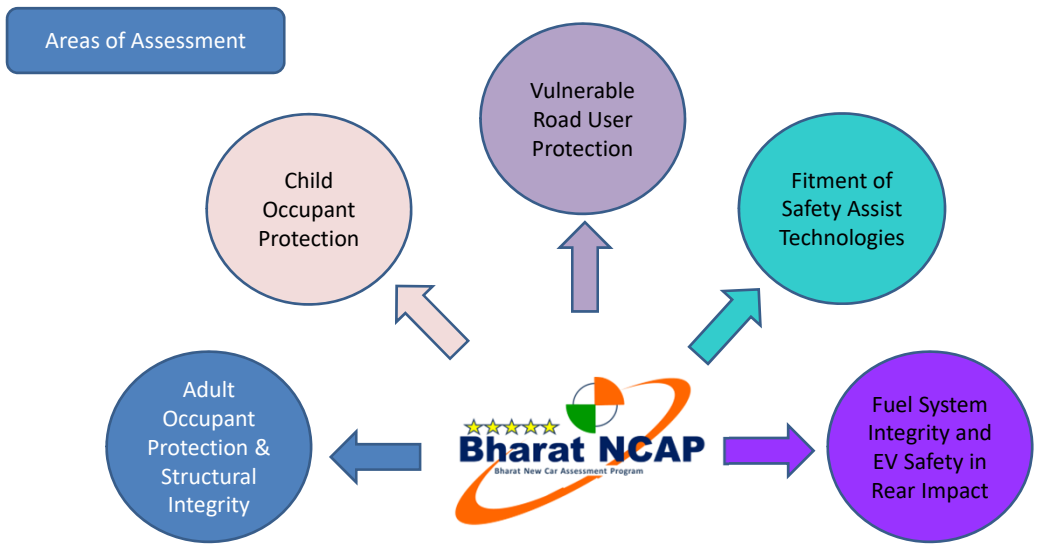 Areas of Assessment
Vulnerable
Road User
Protection
Child
Occupant
Protection
Fitment of
Safety Assist
Technologies
Adult
Occupant
Protection &
Structural
Integrity
Bharat NCAP
Bharat New Car Assessment Program
Fuel System
Integrity and
EV Safety in
Rear Impact